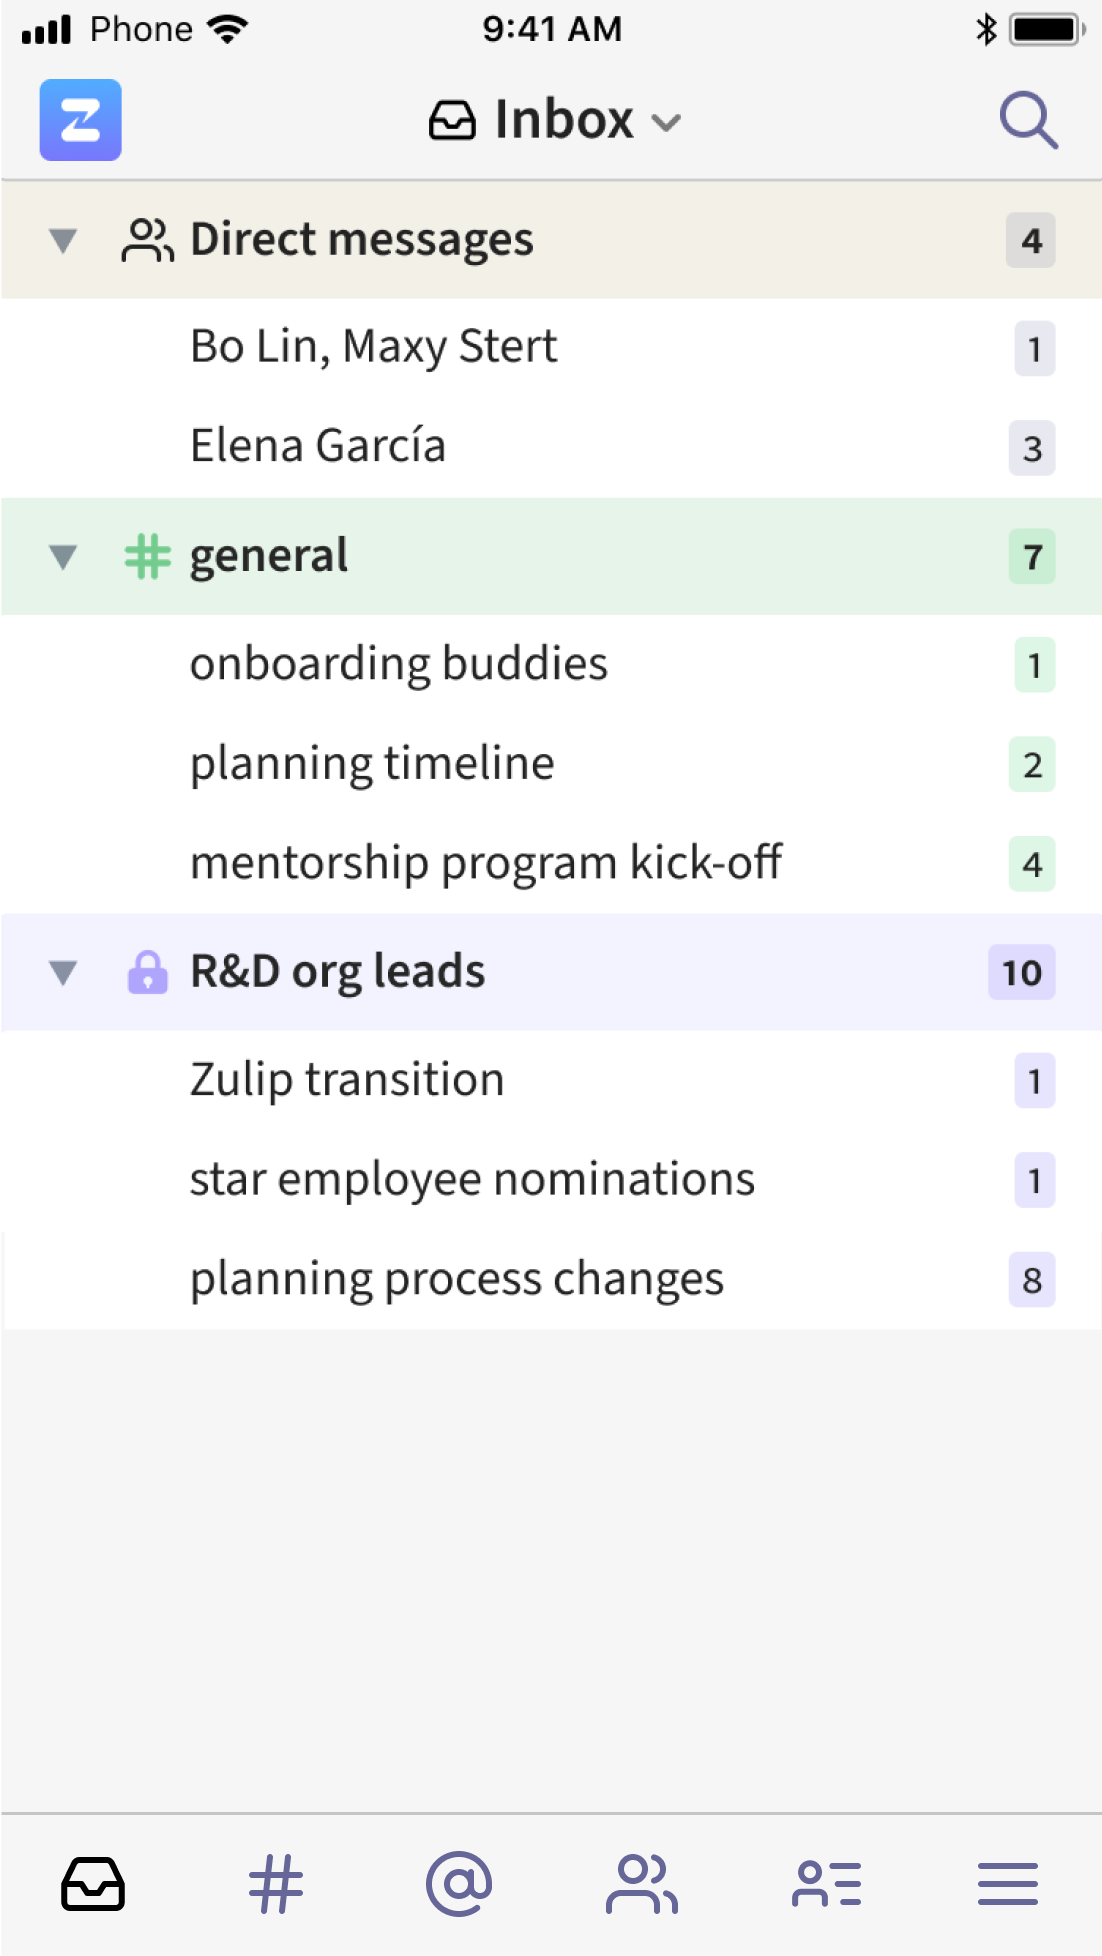 Phone 9:41 AM
Inbox
Direct messages 4
Bo Lin, Maxy Stert 1
Elena García 3
general 7
onboarding buddies 1
planning timeline 2
mentorship program kick-off 4
R&D org leads 10
Zulip transition 1
star employee nominations 1
planning process changes 8